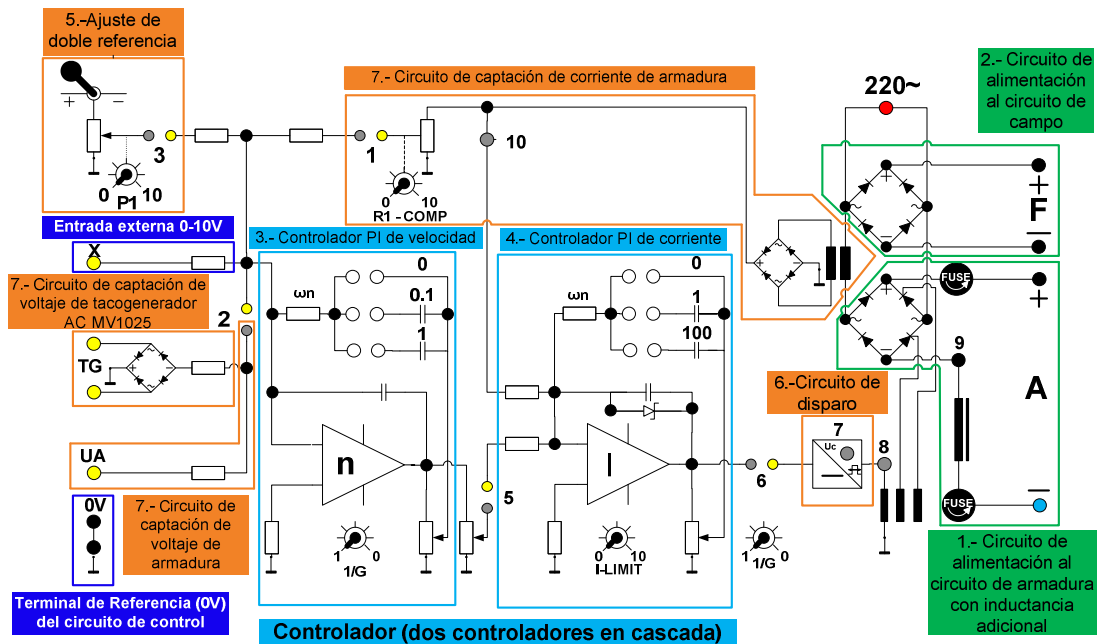 5.-Ajuste de
doble referencia
+
−
3
0
10
P1
Entrada externa 0-10V
X
7.- Circuito de
captación de
voltaje de tacogenerador
AC MV1025
TG
2
UA
0V
7.- Circuito de
captación de
voltaje de
armadura
Terminal de Referencia (0V)
del circuito de control
7.- Circuito de captación de corriente de armadura
1
0
10
R1 - COMP
10
3.- Controlador PI de velocidad
ωn
0
0.1
1
n
1
0
1/G
5
4.- Controlador PI de corriente
ωn
0
1
100
I
0
10
I-LIMIT
1
0
1/G
6
Controlador (dos controladores en cascada)
6.-Circuito de
disparo
7
Uc
8
220~
+
~
~
−
2.- Circuito de
alimentación
al circuito de
campo
+
F
−
+
~
~
−
FUSE
+
9
A
FUSE
−
1.- Circuito de
alimentación al
circuito de armadura
con inductancia
adicional